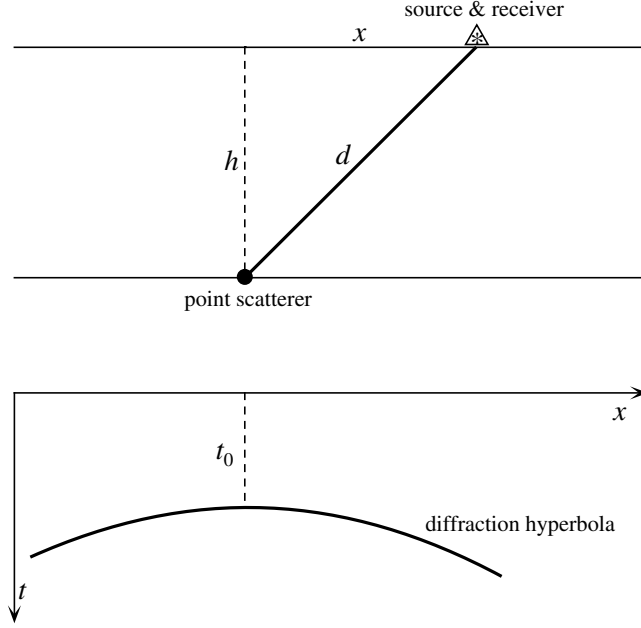 source & receiver
x
h
d
point scatterer
x
t0
diffraction hyperbola
t